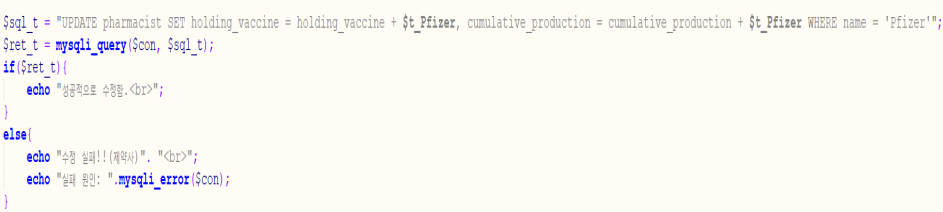 $sql_t = "UPDATE pharmacist SET holding_vaccine = holding_vaccine + $t_Pfizer, cumulative_production = cumulative_production + $t_Pfizer WHERE name = 'Pfizer'";
$ret_t = mysqli_query($con, $sql_t);
if($ret_t){
    echo "성공적으로 수정함.<br>";
}
else{
    echo "수정 실패!!(제약사)". "<br>";
    echo "실패 원인: ".mysqli_error($con);
}